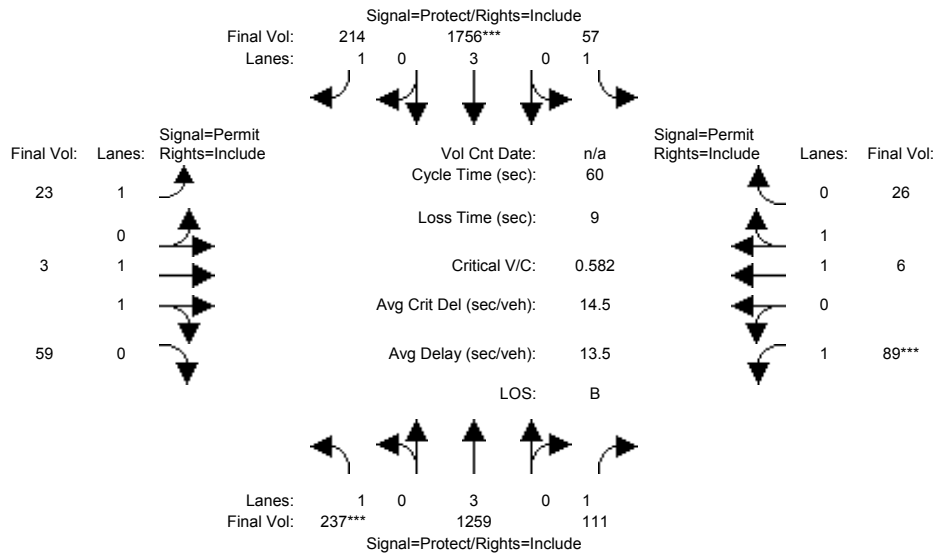 Signal=Protect/Rights=Include
Final Vol: 214 1756*** 57
Lanes: 1 0 3 0 1
Signal=Permit
Final Vol: Lanes: Rights=Include
Vol Cnt Date: n/a
Signal=Permit
Rights=Include Lanes: Final Vol:
Cycle Time (sec): 60
23 1
0 26
Loss Time (sec): 9
0
1
3 1
Critical V/C: 0.582
1 6
1
Avg Crit Del (sec/veh): 14.5
0
59 0
Avg Delay (sec/veh): 13.5
1 89***
LOS: B
Lanes: 1 0 3 0 1
Final Vol: 237*** 1259 111
Signal=Protect/Rights=Include